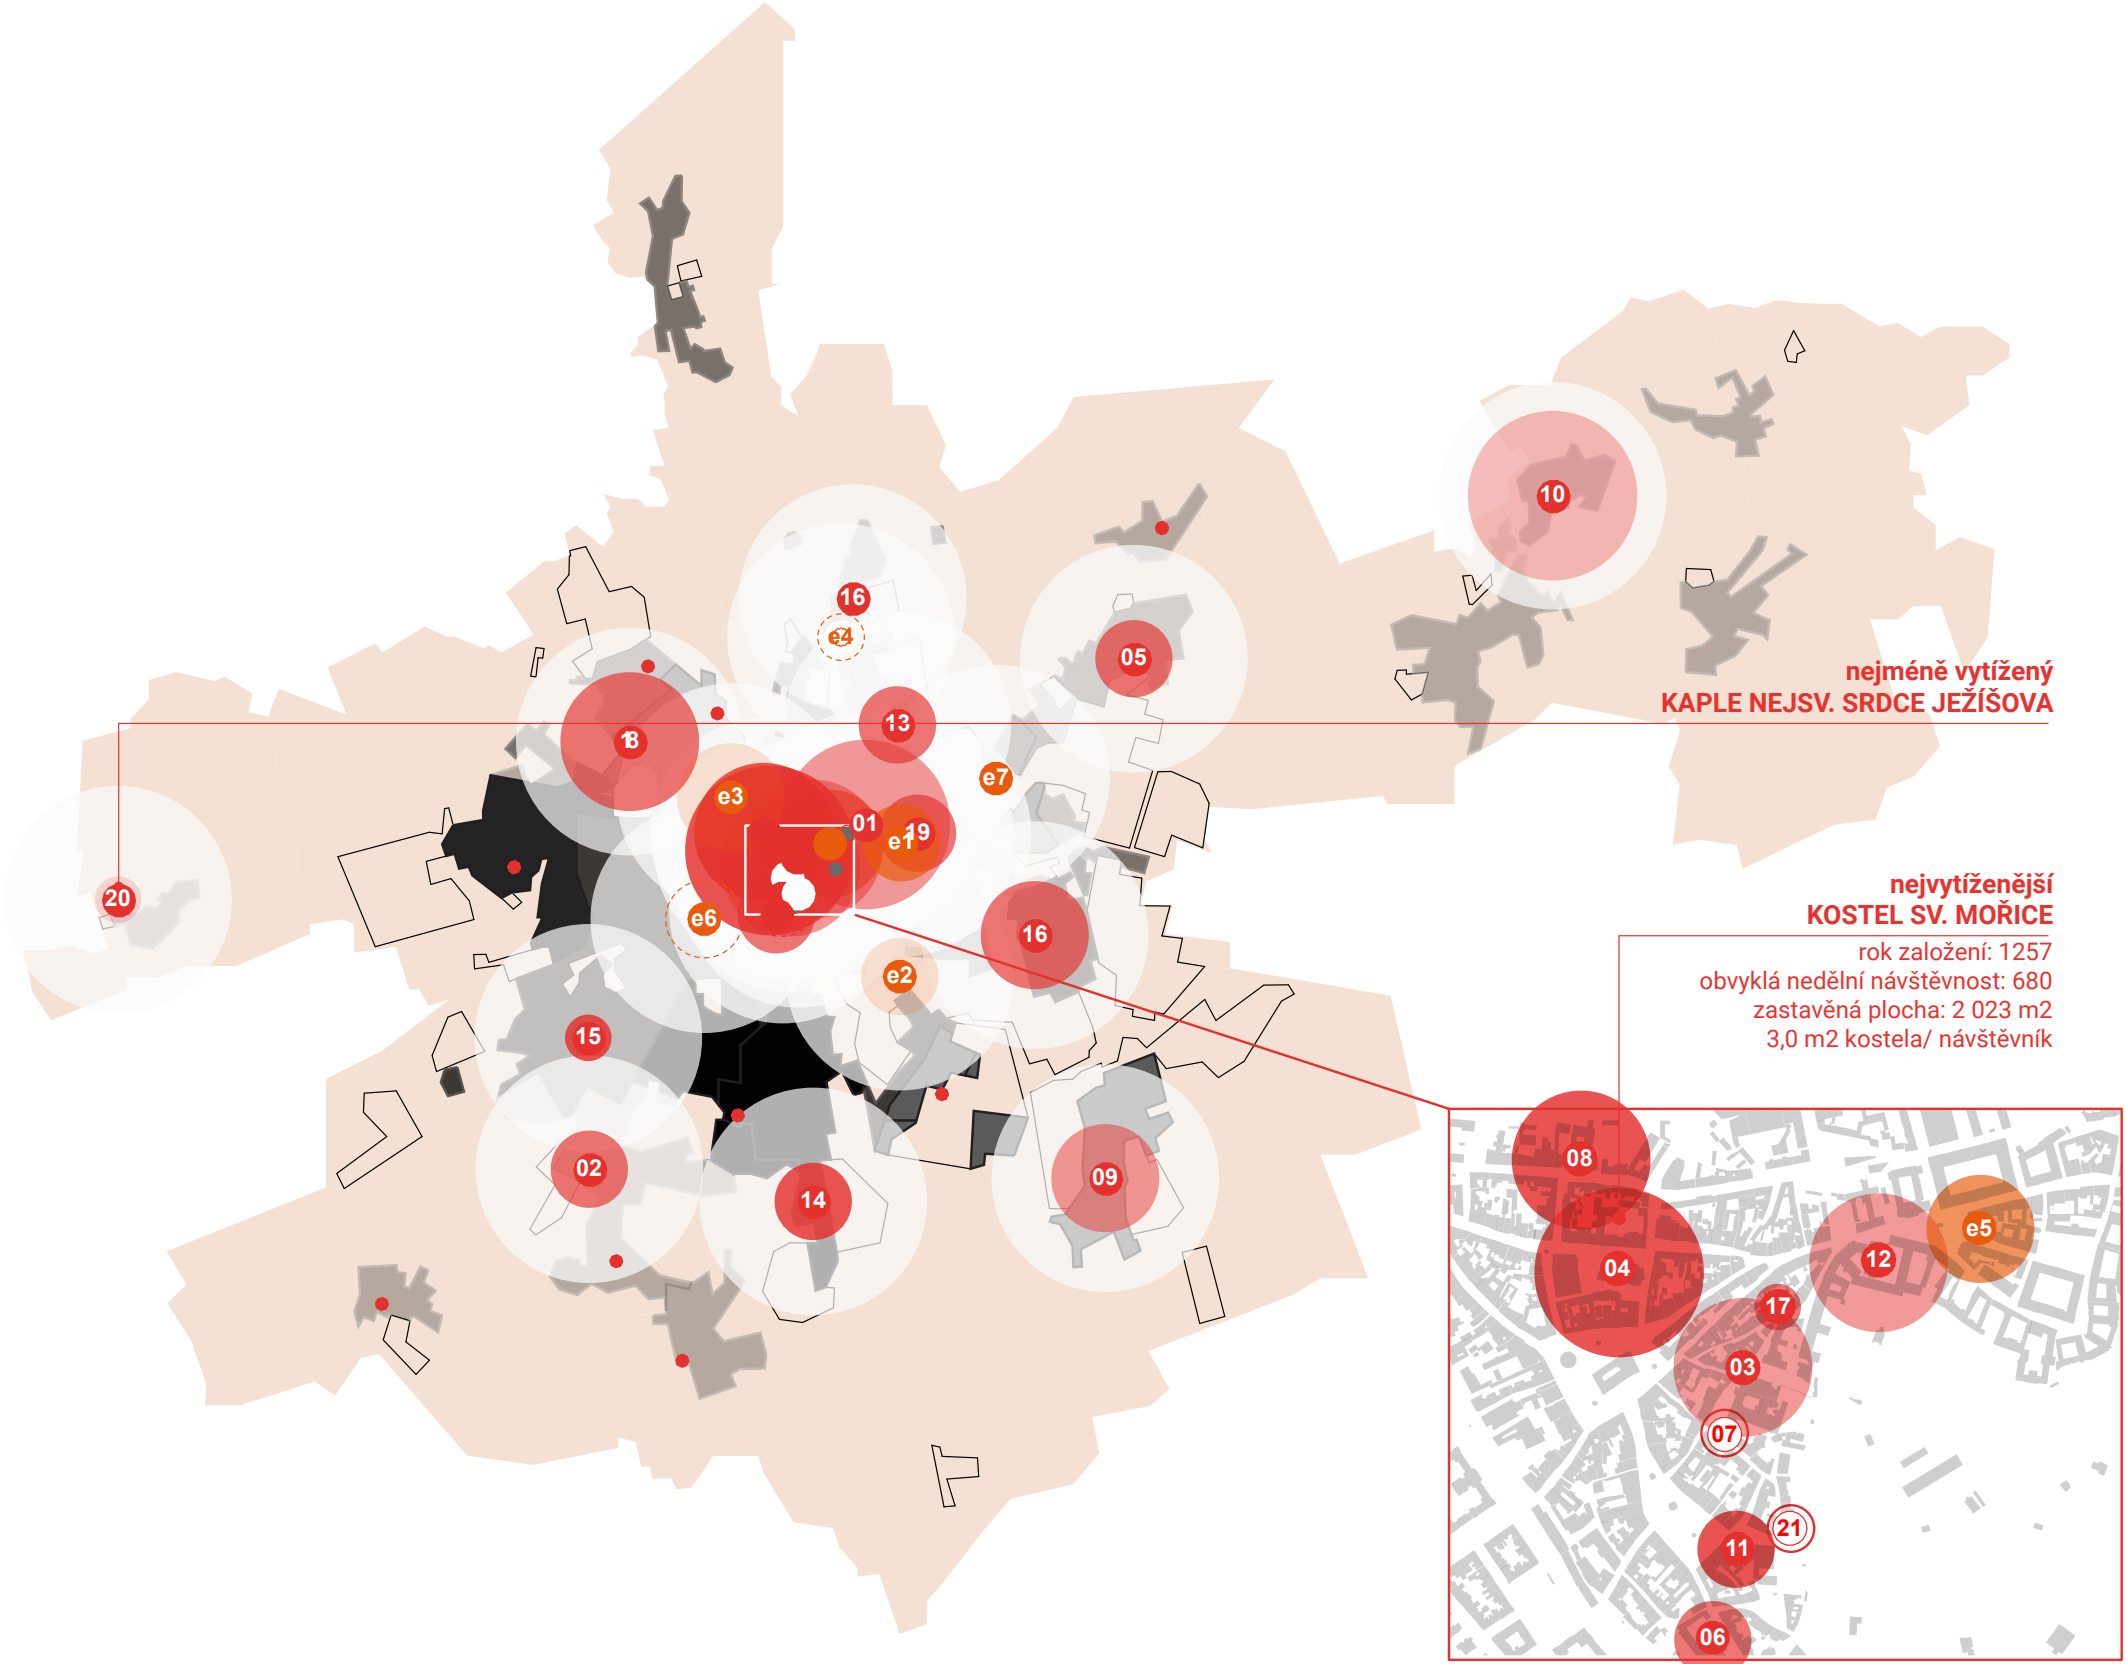 10
16
e4
05
nejméně vytížený
KAPLE NEJSV. SRDCE JEŽÍŠOVA
13
18
e7
e3
01
19
e1
20
nejvytíženější
KOSTEL SV. MOŘICE
rok založení: 1257
obvyklá nedělní návštěvnost: 680
zastavěná plocha: 2 023 m2
3,0 m2 kostela/ návštěvník
e6
16
e2
15
02
14
09
08
e5
12
04
17
03
07
21
11
06